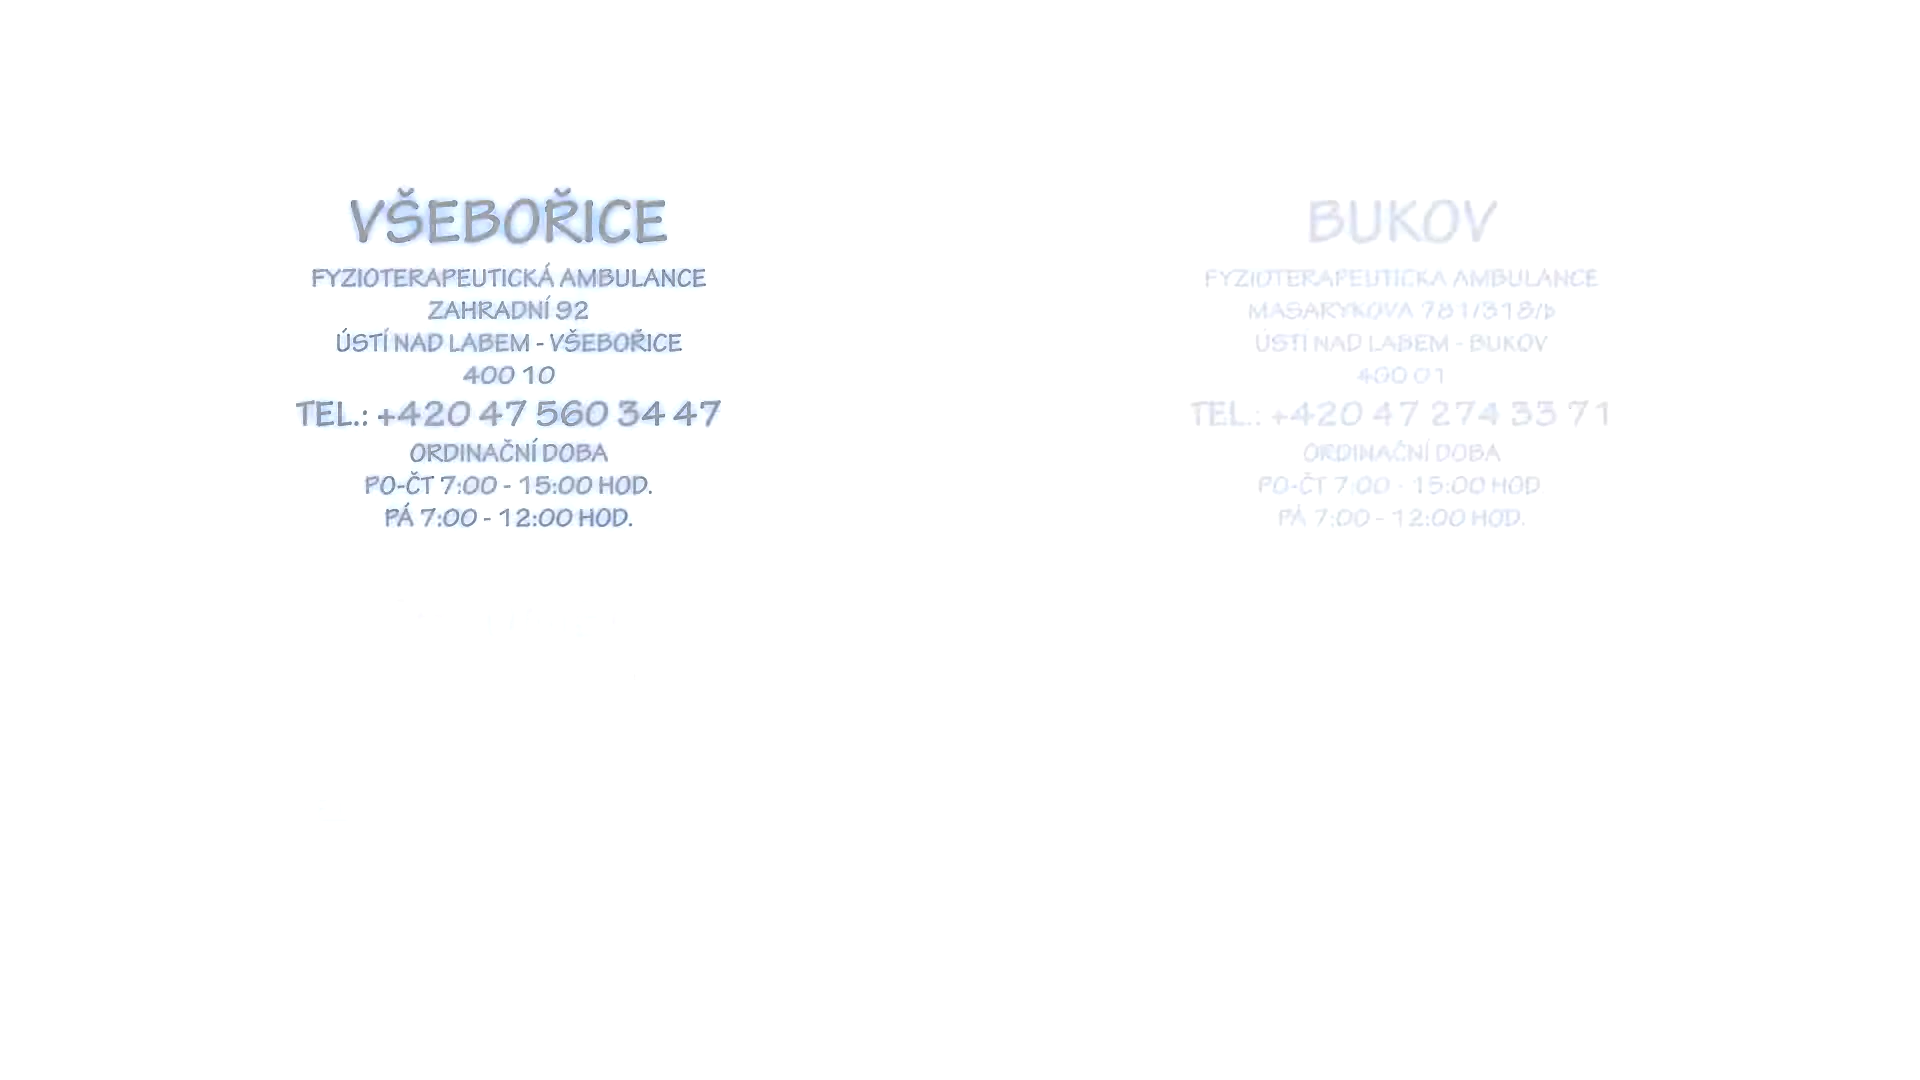 VŠEBOŘICE
FYZIOTERAPEUTICKÁ AMBULANCE
ZAHRADNÍ 92
ÚSTÍ NAD LABEM - VŠEBOŘICE
400 10
TEL.: +420 47 560 34 47
ORDINAČNÍ DOBA
PO-ČT 7:00 - 15:00 HOD.
PÁ 7:00 - 12:00 HOD.
BUKOV
FYZIOTERAPEUTICKÁ AMBULANCE
MASARYKOVA
ÚSTÍ NAD LABEM - BUKOV
400 01
TEL.: +420 47 274 33 71
ORDINAČNÍ DOBA
PO-ČT 7:00 - 15:00 HOD
PÁ 7:00 - 12:00 HOD.